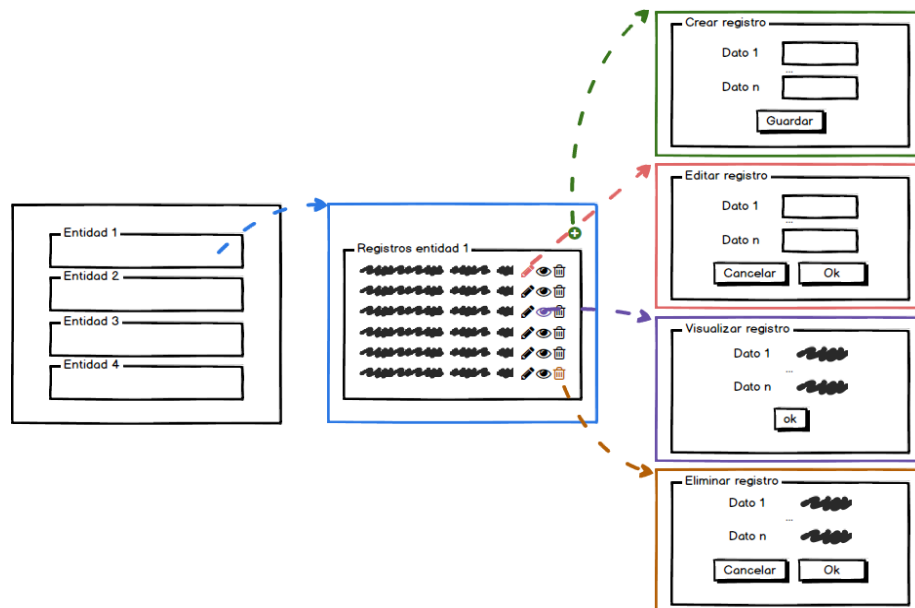 Entidad 1
Entidad 2
Entidad 3
Entidad 4
Registros entidad 1
Crear registro
Dato 1
...
Dato n
Guardar
Editar registro
Dato 1
...
Dato n
Cancelar Ok
Visualizar registro
Dato 1
...
Dato n
ok
Eliminar registro
Dato 1
...
Dato n
Cancelar Ok